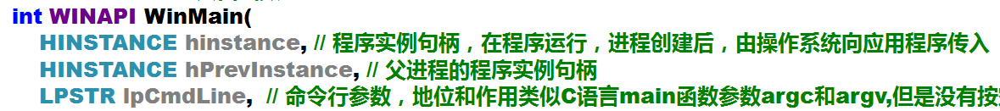 int WINAPI WinMain(
HINSTANCE hinstance, // 程序实例句柄，在程序运行，进程创建后，由操作系统向应用程序传入
HINSTANCE hPrevInstance, // 父进程的程序实例句柄
LPSTR lpCmdLine, // 命令行参数，地位和作用类似C语言main函数参数argc和argv,但是没有按